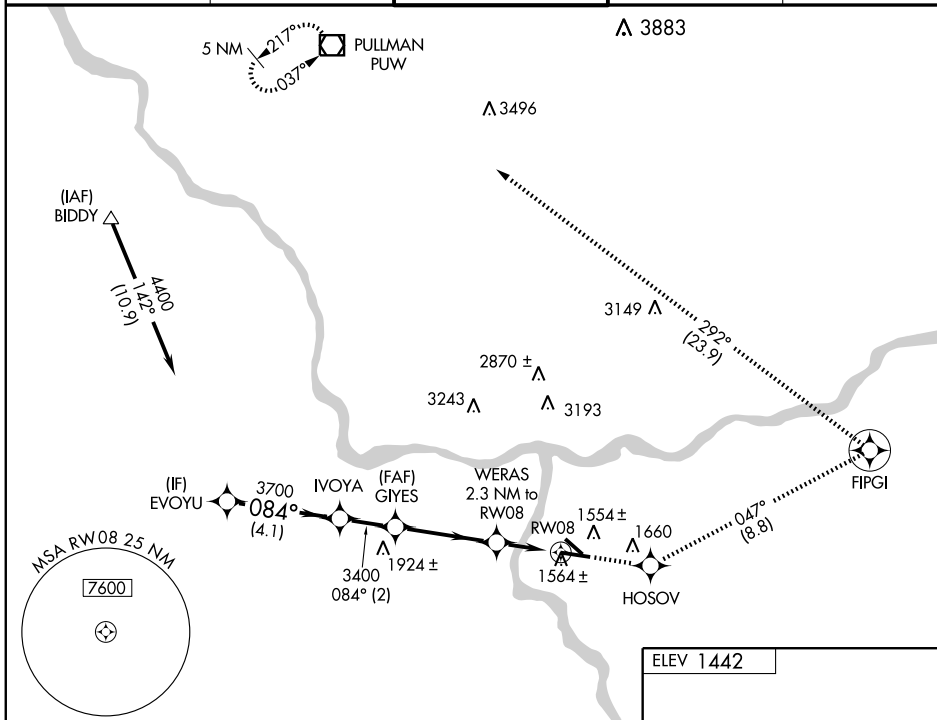 3883
5 NM
217°
037°
PULLMAN
PUW
3496
(IAF)
BIDDY
4400
142°
(10.9)
3149
292°
(23.9)
2870 ±
3243
3193
FIPGI
(IF)
EVOYU
3700
084°
(4.1)
IVOYA
(FAF)
GIYES
WERAS
2.3 NM to
RW08
RW08
1554 ±
1660
047°
(8.8)
1924 ±
3400
084° (2)
1564 ±
HOSOV
MSA RW 08 25 NM
7600
ELEV 1442